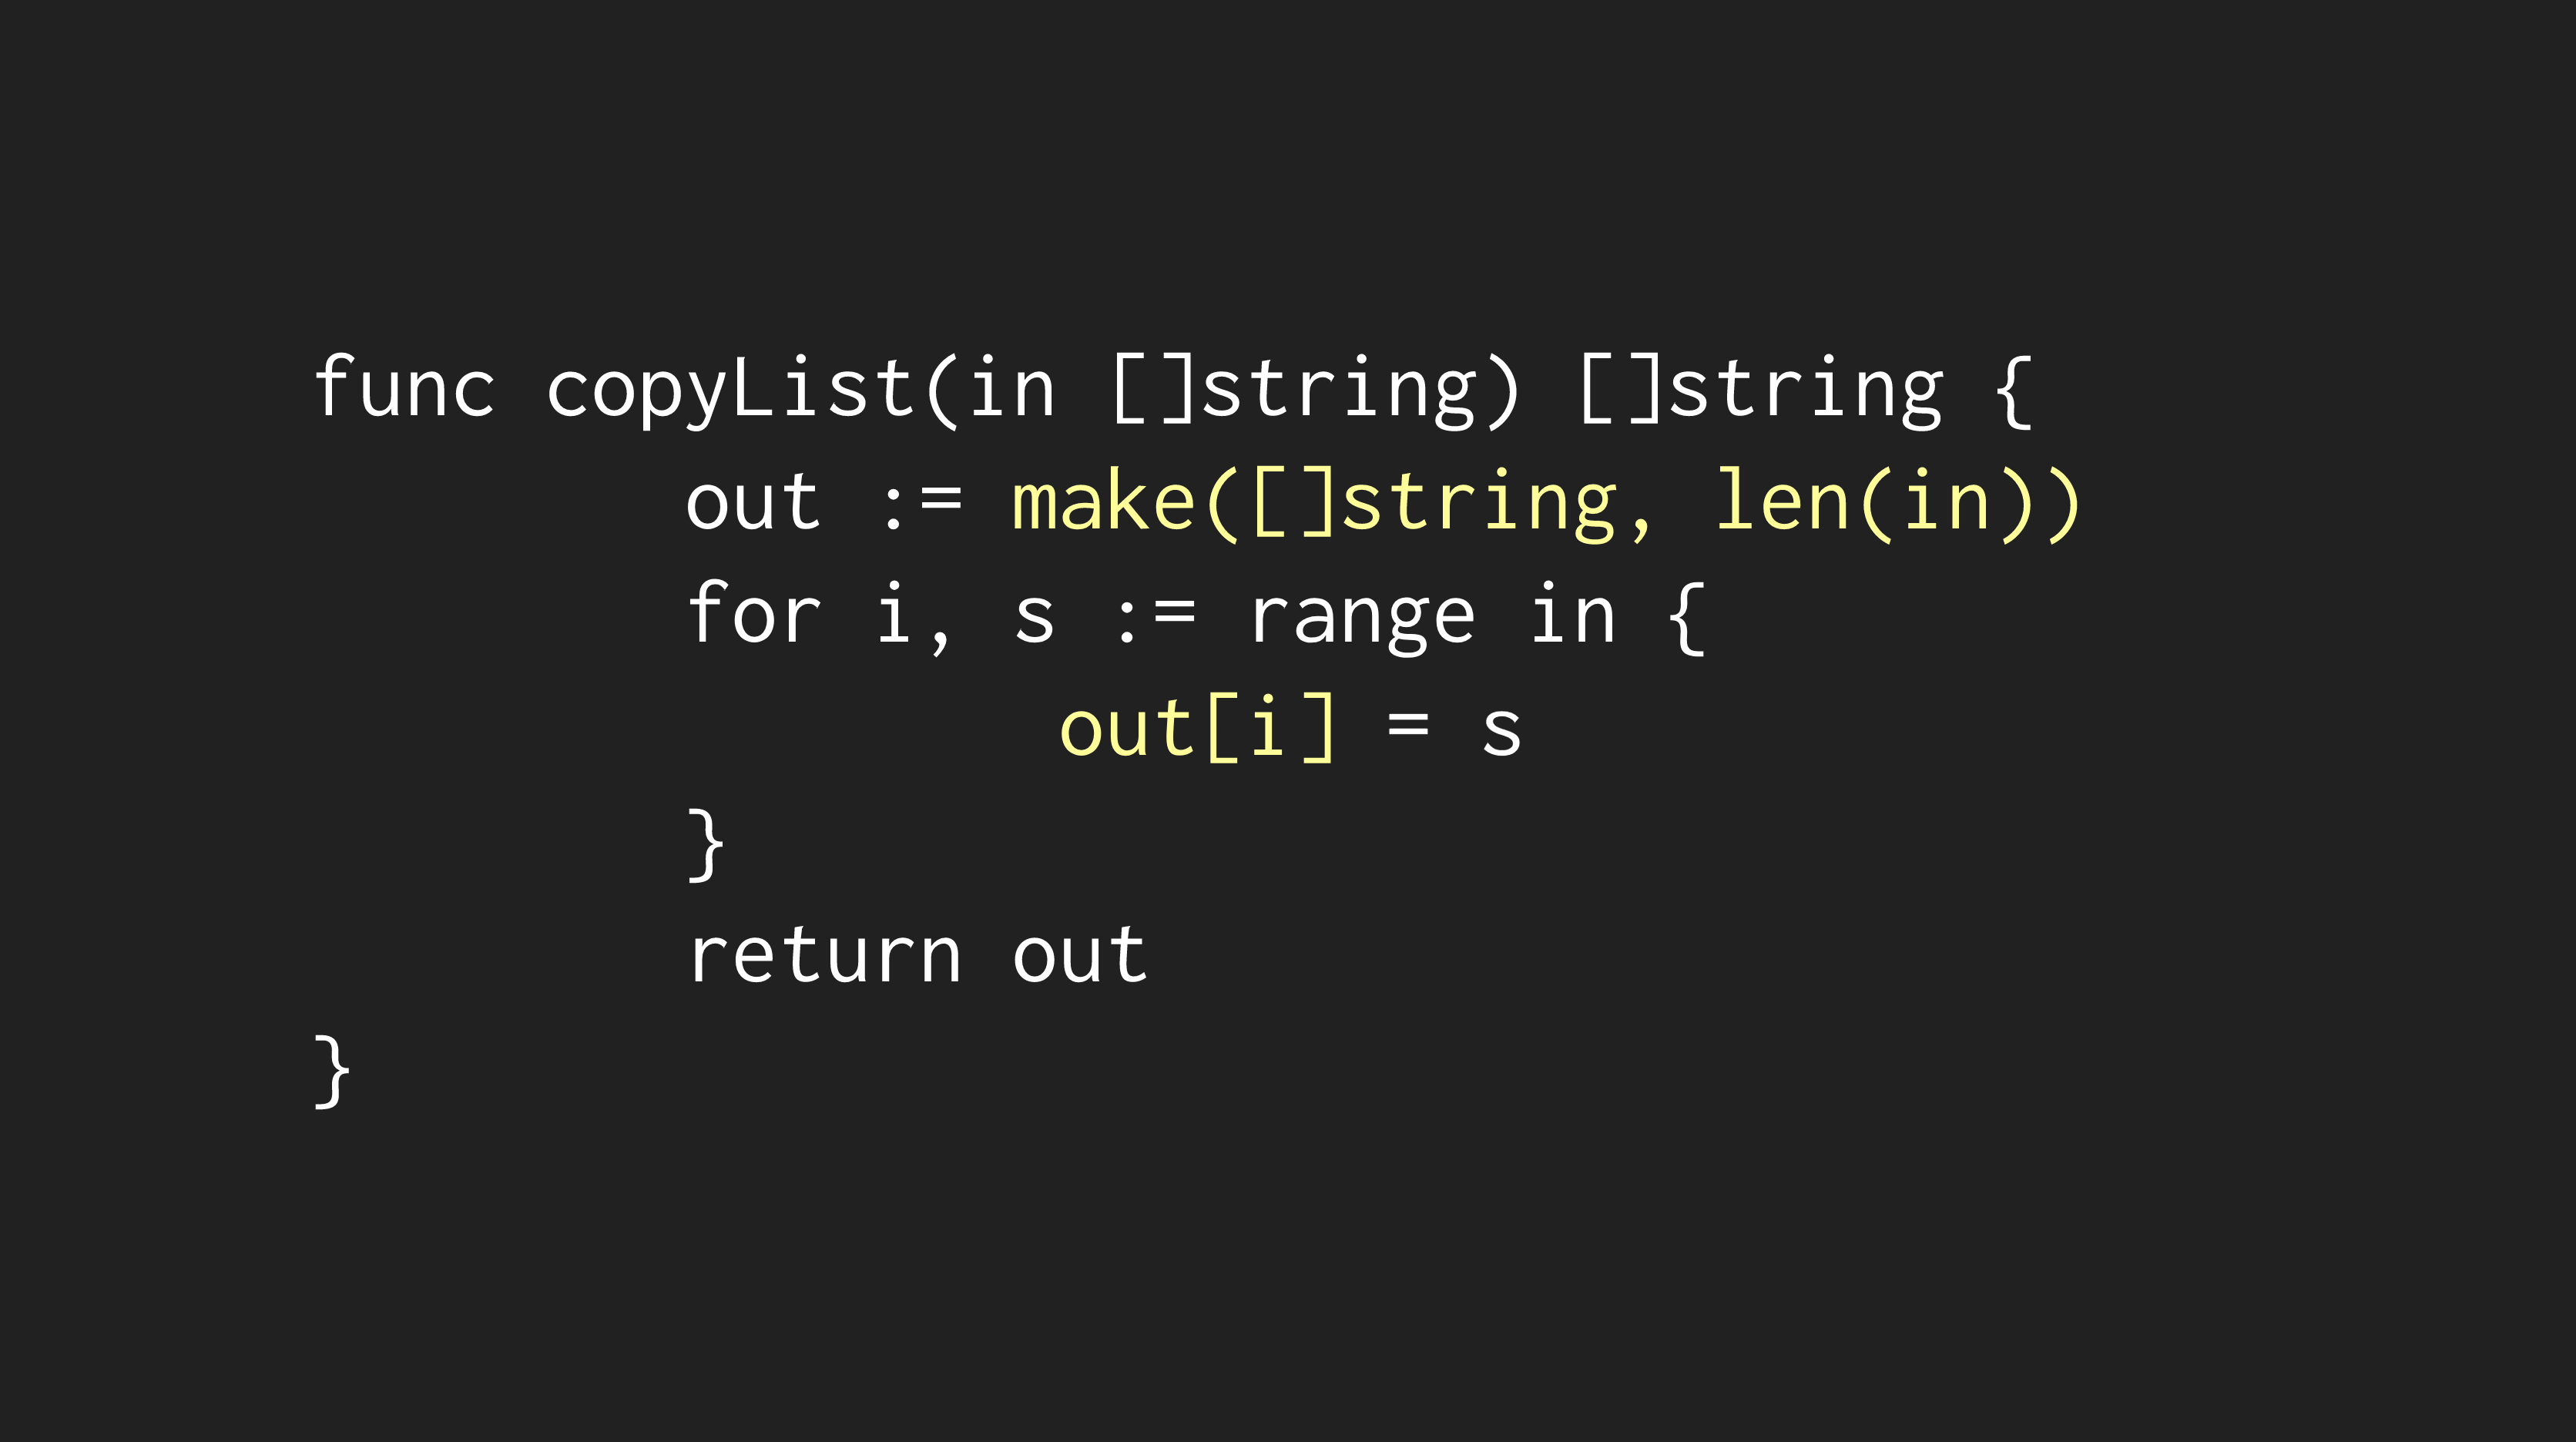 func copyList(in []string) []string {
        out := make([]string, len(in))
        for i, s := range in {
                out[i] = s
        }
        return out
}